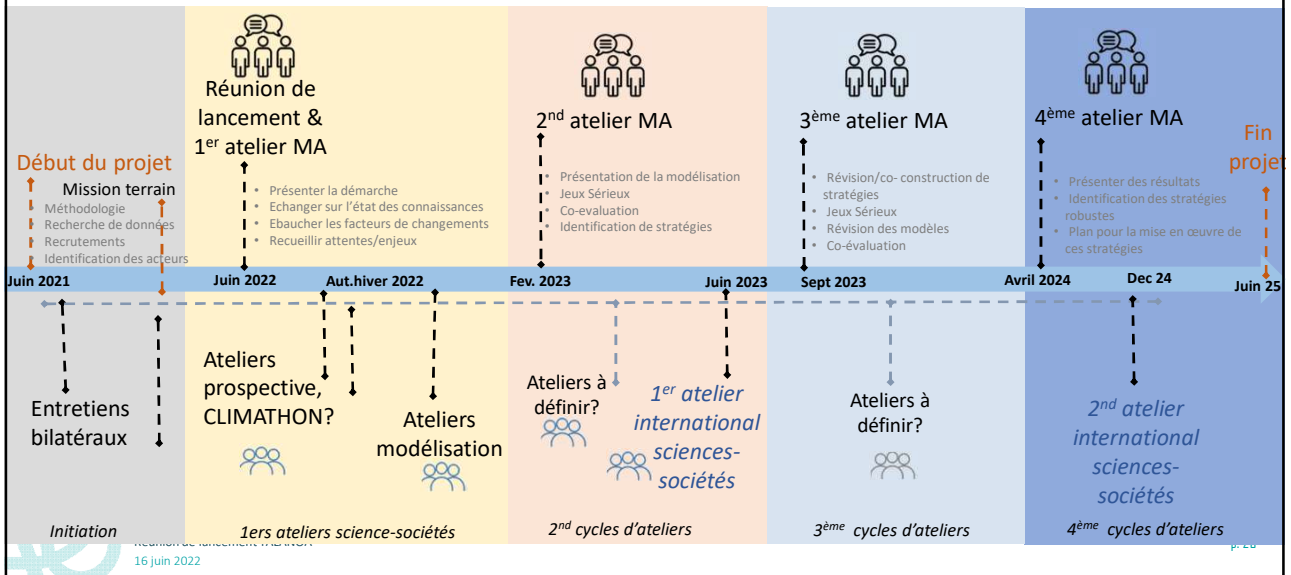 Début du projet
Mission terrain
• Méthodologie
• Recherche de données
• Recrutements
• Identification des acteurs
Réunion de
lancement &
1er atelier MA
• Présenter la démarche
• Echanger sur l'état des connaissances
• Ebaucher les facteurs de changements
• Recueillir attentes/enjeux
2nd atelier MA
• Présentation de la modélisation
• Jeux Sérieux
• Co-evaluation
• Identification de stratégies
3ème atelier MA
• Révision/co- construction de
stratégies
• Jeux Sérieux
• Révision des modèles
• Co-évaluation
4ème atelier MA
• Présenter des résultats
• Identification des stratégies
robustes
• Plan pour la mise en œuvre de
ces stratégies
Fin
projet
Juin 2021
Juin 2022
Aut.hiver 2022
Fev. 2023
Juin 2023
Sept 2023
Avril 2024
Dec 24
Juin 25
Entretiens
bilatéraux
Ateliers
prospective,
CLIMATHON?
Ateliers
modélisation
Ateliers à
définir?
1er atelier
international
sciences-
sociétés
Ateliers à
définir?
2nd atelier
international
sciences-
sociétés
Initiation
1ers ateliers science-sociétés
2nd cycles d'ateliers
3ème cycles d'ateliers
4ème cycles d'ateliers
Réunion de lancement
16 juin 2022